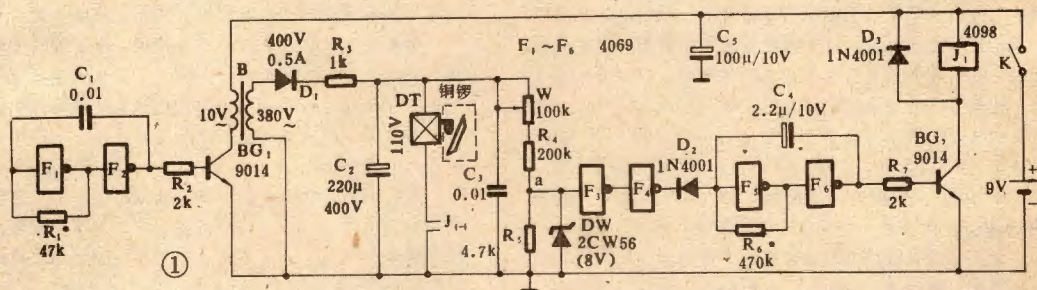 C₁
0.01
F₁
F₂
R₁*
47k
①
R₂
2k
10V
~
B
380V
~
BG₁
9014
400V
0.5A
D₁
R₃
1k
C₂
220μ
400V
DT
110V
铜锣
J₁₋₁
C₃
0.01
4.7k
F₁~F₆ 4069
W
100k
R₄
200k
a
R₅
DW
2CW56
(8V)
F₃
F₄
D₂
1N4001
C₅
100μ/10V
C₄
2.2μ/10V
F₅
F₆
R₆*
470k
R₇
2k
D₃
1N4001
4098
J₁
BG₇
9014
K
9V
+
−